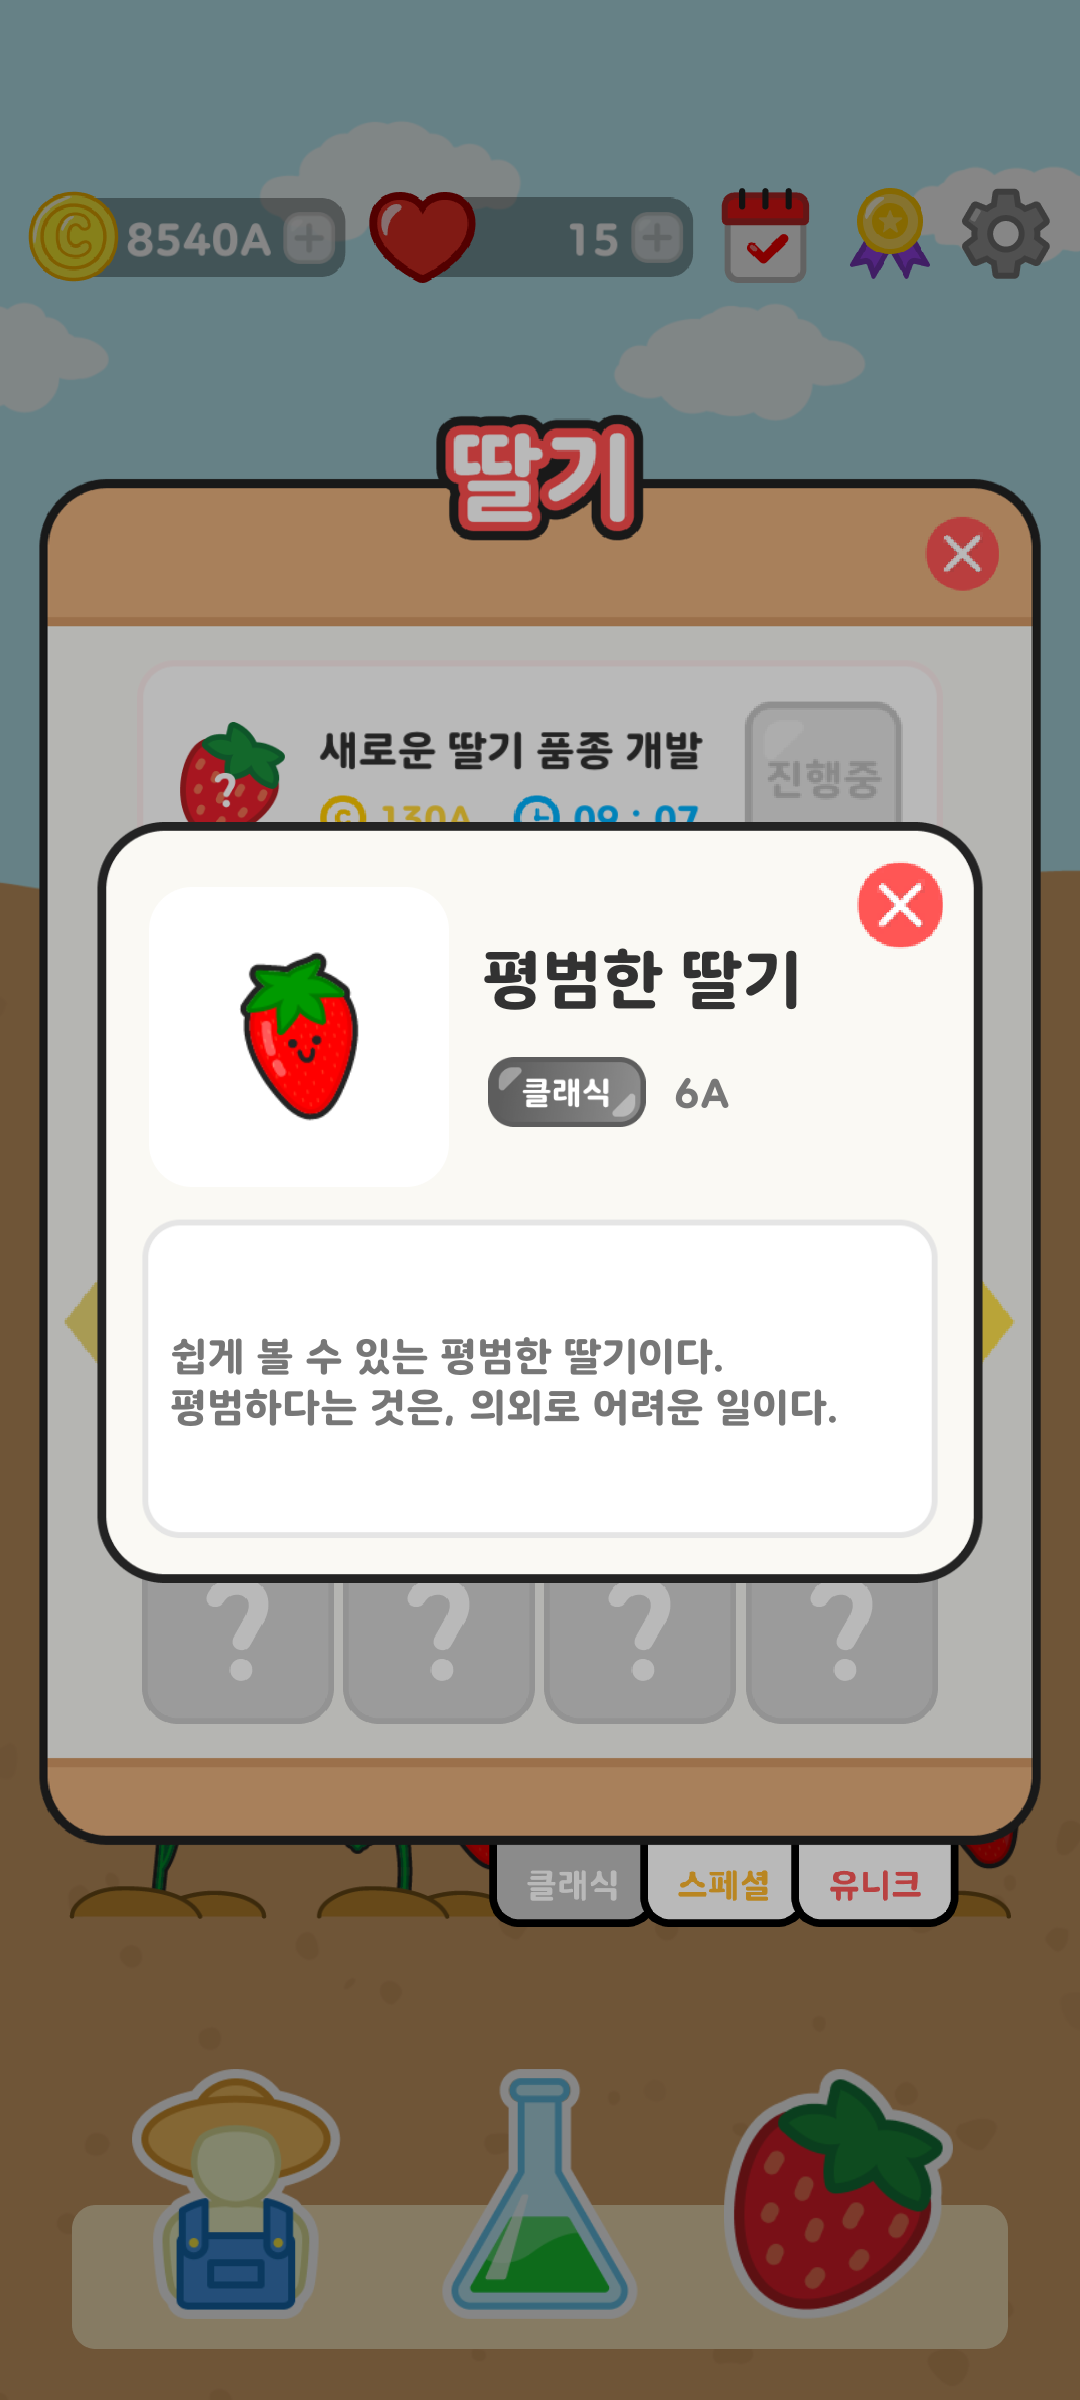 8540A
15
딸기
새로운 딸기 품종 개발
진행중
130A 09 : 07
평범한 딸기
클래식 6A
쉽게 볼 수 있는 평범한 딸기이다.
평범하다는 것은, 의외로 어려운 일이다.
? ? ? ?
클래식 스페셜 유니크